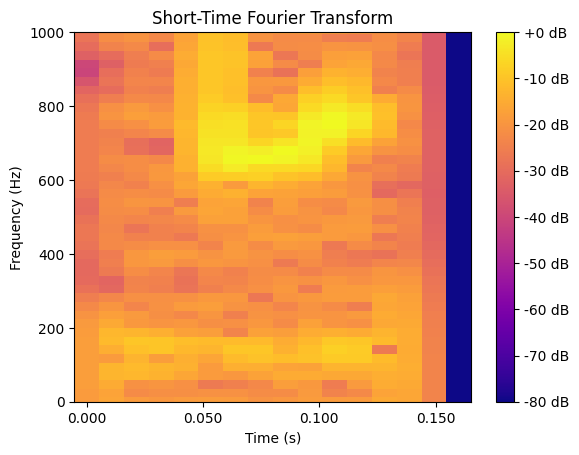 Short-Time Fourier Transform
1000
800
600
400
200
0
Frequency (Hz)
0.000
0.050
0.100
0.150
Time (s)
+0 dB
-10 dB
-20 dB
-30 dB
-40 dB
-50 dB
-60 dB
-70 dB
-80 dB